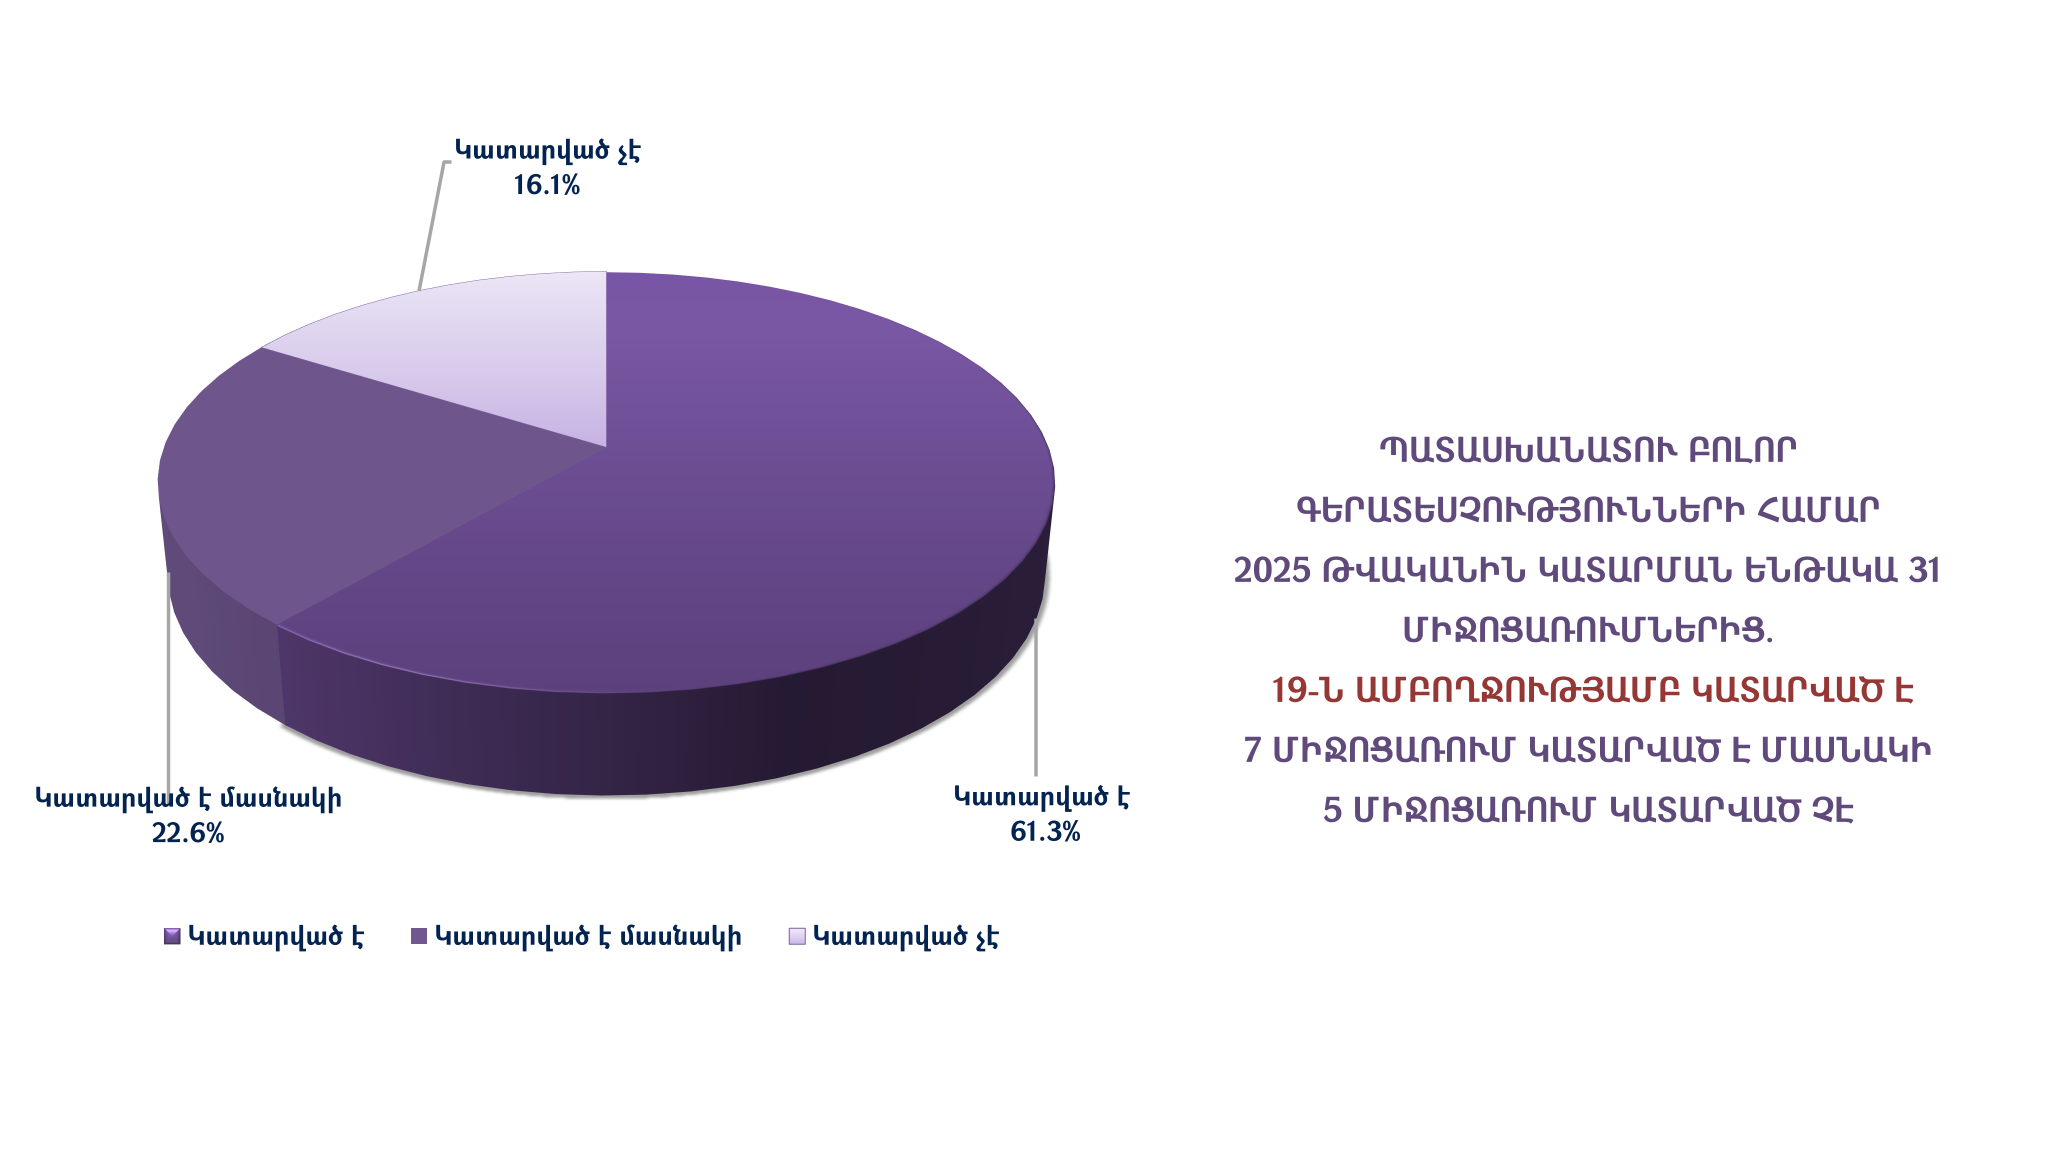 Կատարված չէ
16.1%
Կատարված է մասնակի
22.6%
Կատարված է
61.3%
Կատարված է
Կատարված է մասնակի
Կատարված չէ
ՊԱՏԱՍԽԱՆԱՏՈՒ ԲՈԼՈՐ
ԳԵՐԱՏԵՍՉՈՒԹՅՈՒՆՆԵՐԻ ՀԱՄԱՐ
2025 ԹՎԱԿԱՆԻՆ ԿԱՏԱՐՄԱՆ ԵՆԹԱԿԱ 31
ՄԻՋՈՑԱՌՈՒՄՆԵՐԻՑ.
19-Ն ԱՄԲՈՂՋՈՒԹՅԱՄԲ ԿԱՏԱՐՎԱԾ Է
7 ՄԻՋՈՑԱՌՈՒՄ ԿԱՏԱՐՎԱԾ Է ՄԱՍՆԱԿԻ
5 ՄԻՋՈՑԱՌՈՒՄ ԿԱՏԱՐՎԱԾ ՉԷ